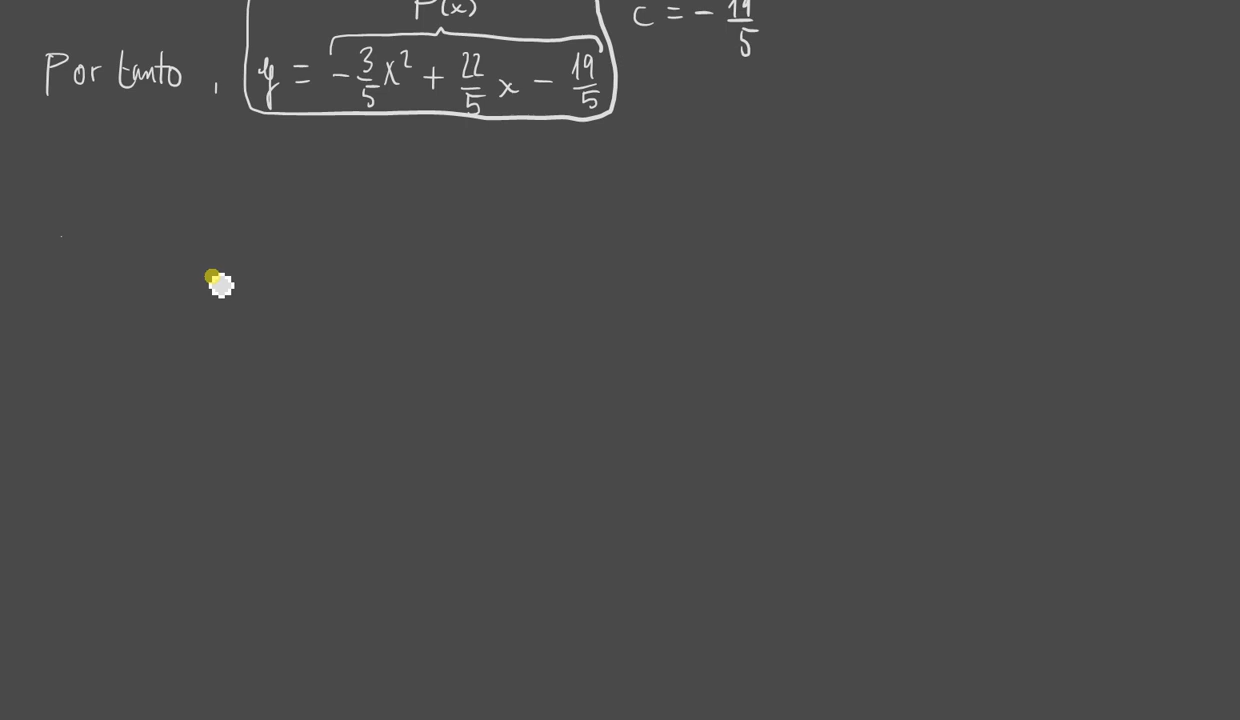 P(x)
c = - 19/5
Por tanto, y = - 3/5 x² + 22/5 x - 19/5